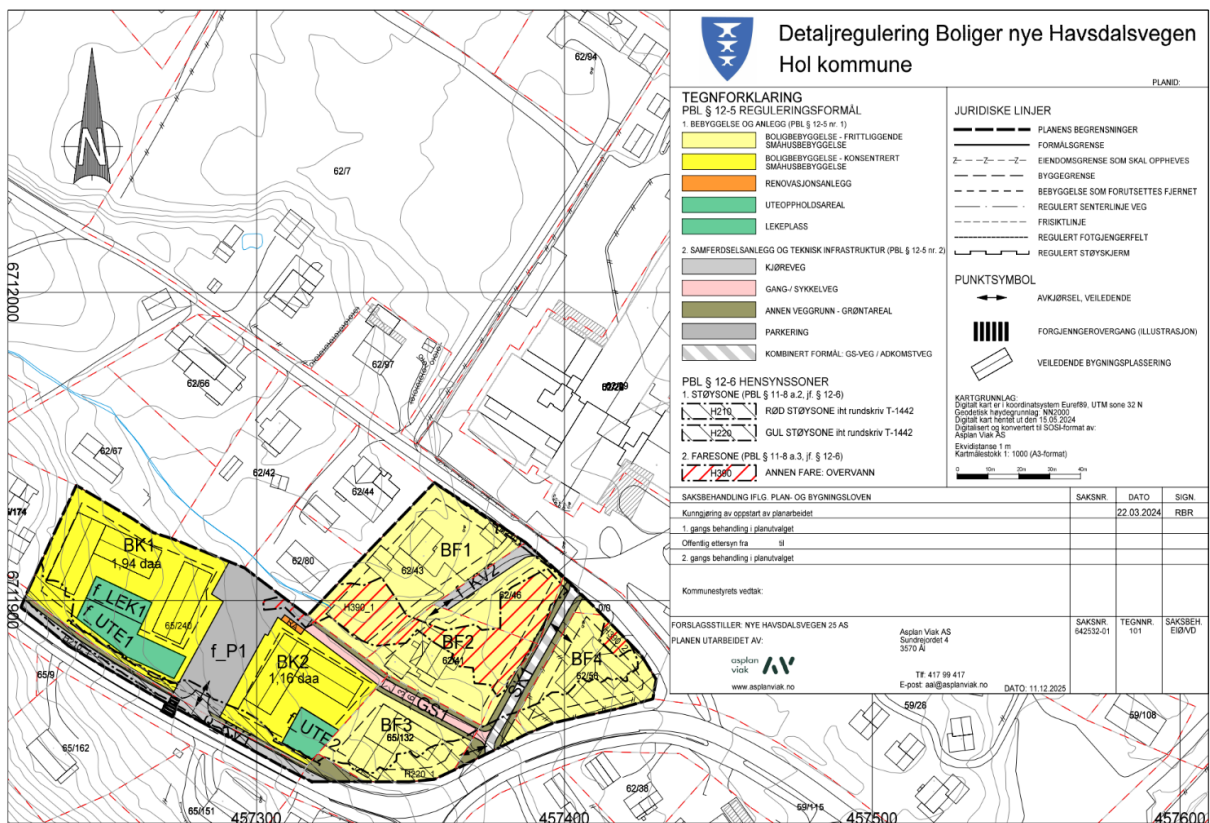 Detaljregulering Boliger nye Havsdalsvegen
Hol kommune
PLANID:
TEGNFORKLARING
PBL § 12-5 REGULERINGSFORMÅL
1. BEBYGGELSE OG ANLEGG (PBL § 12-5 nr. 1)
BOLIGBEBYGGELSE - FRITTLIGGENDE
SMÅHUSBEBYGGELSE
BOLIGBEBYGGELSE - KONSENTRERT
SMÅHUSBEBYGGELSE
RENOVASJONSANLEGG
UTEOPPHOLDSAREAL
LEKEPLASS
2. SAMFERDSELSANLEGG OG TEKNISK INFRASTRUKTUR (PBL § 12-5 nr. 2)
KJØREVEG
GANG-/ SYKKELVEG
ANNEN VEGGRUNN - GRØNTAREAL
PARKERING
KOMBINERT FORMÅL: GS-VEG / ADKOMSTVEG
PBL § 12-6 HENSYNSSONER
1. STØYSONE (PBL § 11-8 a.2, jf. § 12-6)
H210 RØD STØYSONE iht rundskriv T-1442
H220 GUL STØYSONE iht rundskriv T-1442
2. FARESONE (PBL § 11-8 a.3, jf. § 12-6)
H390 ANNEN FARE: OVERVANN
JURIDISKE LINJER
PLANENS BEGRENSNINGER
FORMÅLSGRENSE
EIENDOMSGRENSE SOM SKAL OPPHEVES
BYGGEGRENSE
BEBYGGELSE SOM FORUTSETTES FJERNET
REGULERT SENTERLINJE VEG
FRISIKTLINJE
REGULERT FOTGJENGERFELT
REGULERT STØYSKJERM
PUNKTSYMBOL
AVKJØRSEL, VEILEDENDE
FORGJENNGEROVERGANG (ILLUSTRASJON)
VEILEDENDE BYGNINGSPLASSERING
KARTGRUNNLAG:
Digitalt kart er i koordinatsystem Euref89, UTM sone 32 N
Geodetisk høydegrunnlag: NN2000
Digitalt kart hentet ut den 15.05.2024
Digitalisert og konvertert til SOSI-format av:
Asplan Viak AS
Ekvidistanse 1 m
Kartmålestokk 1: 1000 (A3-format)
0 10m 20m 30m 40m
SAKSBEHANDLING IFLG. PLAN- OG BYGNINGSLOVEN SAKSNR. DATO SIGN.
Kunngjøring av oppstart av planarbeidet 22.03.2024 RBR
1. gangs behandling i planutvalget
Offentlig ettersyn fra til
2. gangs behandling i planutvalget
Kommunestyrets vedtak:
FORSLAGSSTILLER: NYE HAVSDALSVEGEN 25 AS
PLANEN UTARBEIDET AV:
asplan
viak
www.asplanviak.no
Asplan Viak AS
Sundrejordet 4
3570 Ål
Tlf: 417 99 417
E-post: aal@asplanviak.no
DATO: 11.12.2025
SAKSNR. TEGNNR. SAKSBEH.
642532-01 101 EIØ/VD
N
62/94
62/7
6712000
62/97
62/66
62/67
62/42
62/44
62/80
BK1
1,94 daa
f_LEK1
f_UTE1
65/240
f_P1
BK2
1,16 daa
BF1
62/43
KV2
62/46
H390_1
BF2
62/41
BF4
0/0
GS1
BF3
65/132
H220_1
6711900
65/9
65/162
65/151
62/38
59/28
59/108
59/115
457300
457400
457500
457600